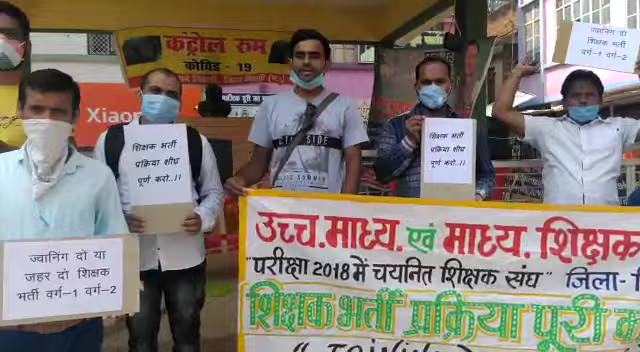 कंट्रोल रूम
कोविड - 19
Xiao
शिक्षक भर्ती
प्रक्रिया शीघ्र
पूर्ण करो..!!
शिक्षक भर्ती
प्रक्रिया शीघ्र
पूर्ण करो..!!
ज्वानिंग दो
शिक्षक भर्ती
वर्ग-1 वर्ग-2
ज्वानिंग दो या
जहर दो शिक्षक
भर्ती वर्ग-1 वर्ग-2
उच्च.माध्य. एवं माध्य. शिक्षक
"परीक्षा 2018 में चयनित शिक्षक संघ" जिला-
शिक्षक भर्ती प्रक्रिया पूरी